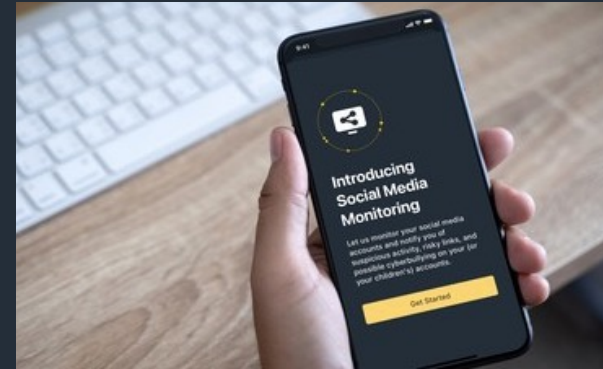 9:41
Introducing
Social Media
Monitoring
Let us monitor your social media
accounts and notify you of
suspicious activity, risky links, and
possible cyberbullying on your (or
your children's) accounts.
Get Started